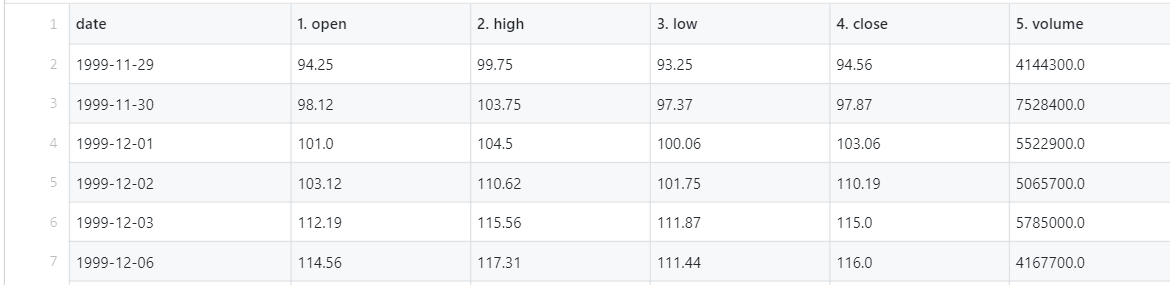 1 date 1. open 2. high 3. low 4. close 5. volume
2 1999-11-29 94.25 99.75 93.25 94.56 4144300.0
3 1999-11-30 98.12 103.75 97.37 97.87 7528400.0
4 1999-12-01 101.0 104.5 100.06 103.06 5522900.0
5 1999-12-02 103.12 110.62 101.75 110.19 5065700.0
6 1999-12-03 112.19 115.56 111.87 115.0 5785000.0
7 1999-12-06 114.56 117.31 111.44 116.0 4167700.0